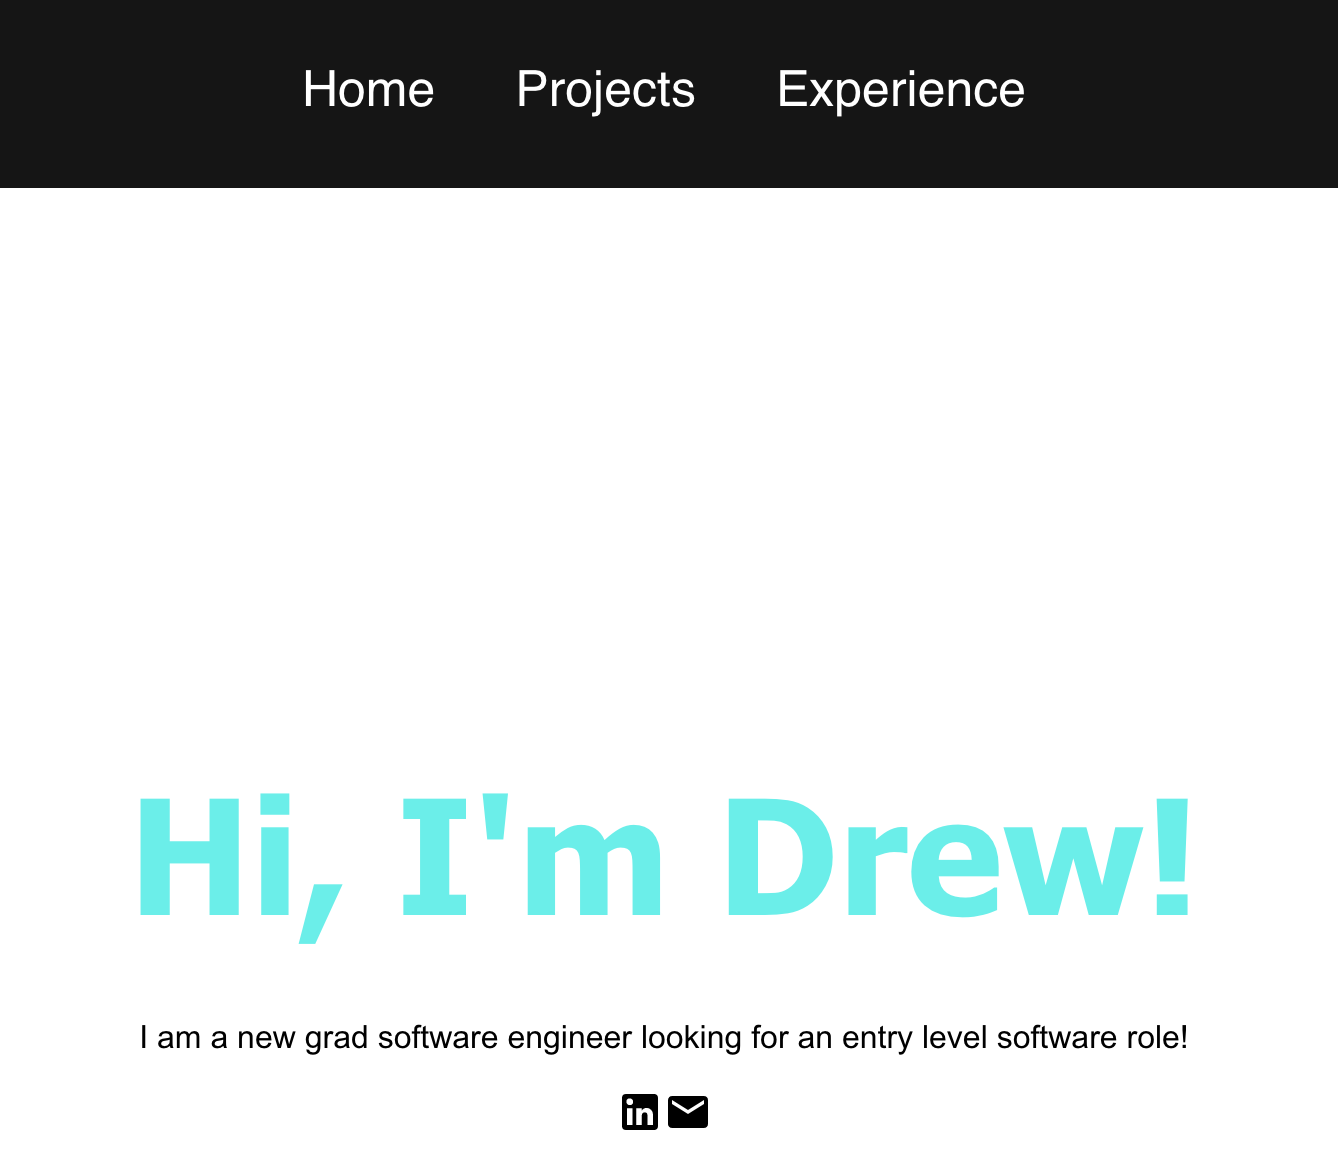 Home Projects Experience
Hi, I'm Drew!
I am a new grad software engineer looking for an entry level software role!
in